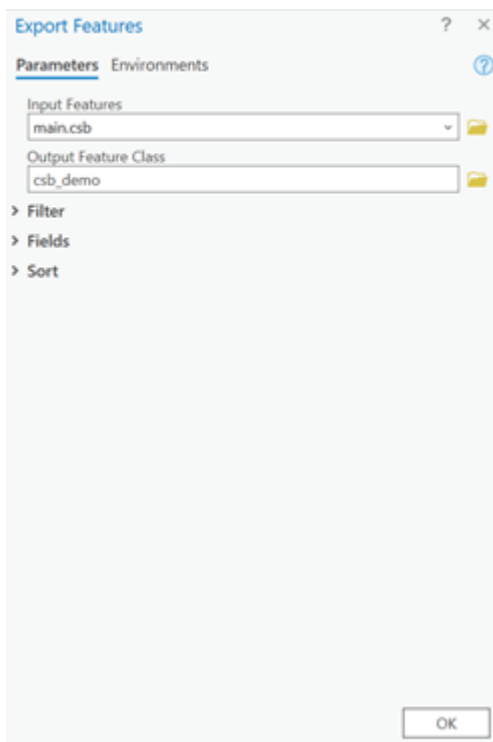 Export Features ? ×
Parameters Environments ?
Input Features
main.csb
Output Feature Class
csb_demo
> Filter
> Fields
> Sort
OK